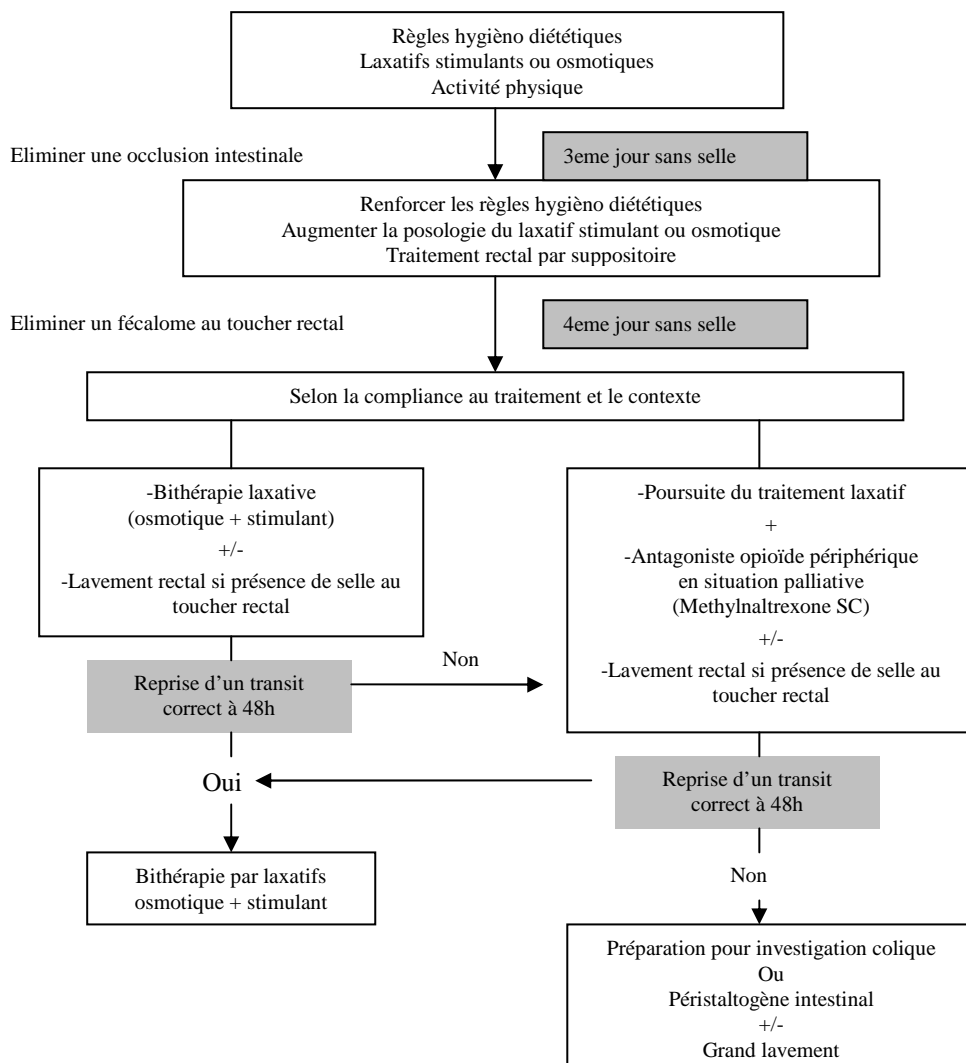 Règles hygièno diététiques
Laxatifs stimulants ou osmotiques
Activité physique
Eliminer une occlusion intestinale
3eme jour sans selle
Renforcer les règles hygièno diététiques
Augmenter la posologie du laxatif stimulant ou osmotique
Traitement rectal par suppositoire
Eliminer un fécalome au toucher rectal
4eme jour sans selle
Selon la compliance au traitement et le contexte
-Bithérapie laxative
(osmotique + stimulant)
+/-
-Lavement rectal si présence de selle au
toucher rectal
-Poursuite du traitement laxatif
+
-Antagoniste opioïde périphérique
en situation palliative
(Methylnaltrexone SC)
+/-
-Lavement rectal si présence de selle au
toucher rectal
Non
Reprise d’un transit
correct à 48h
Oui
Reprise d’un transit
correct à 48h
Bithérapie par laxatifs
osmotique + stimulant
Non
Préparation pour investigation colique
Ou
Péristaltogène intestinal
+/-
Grand lavement